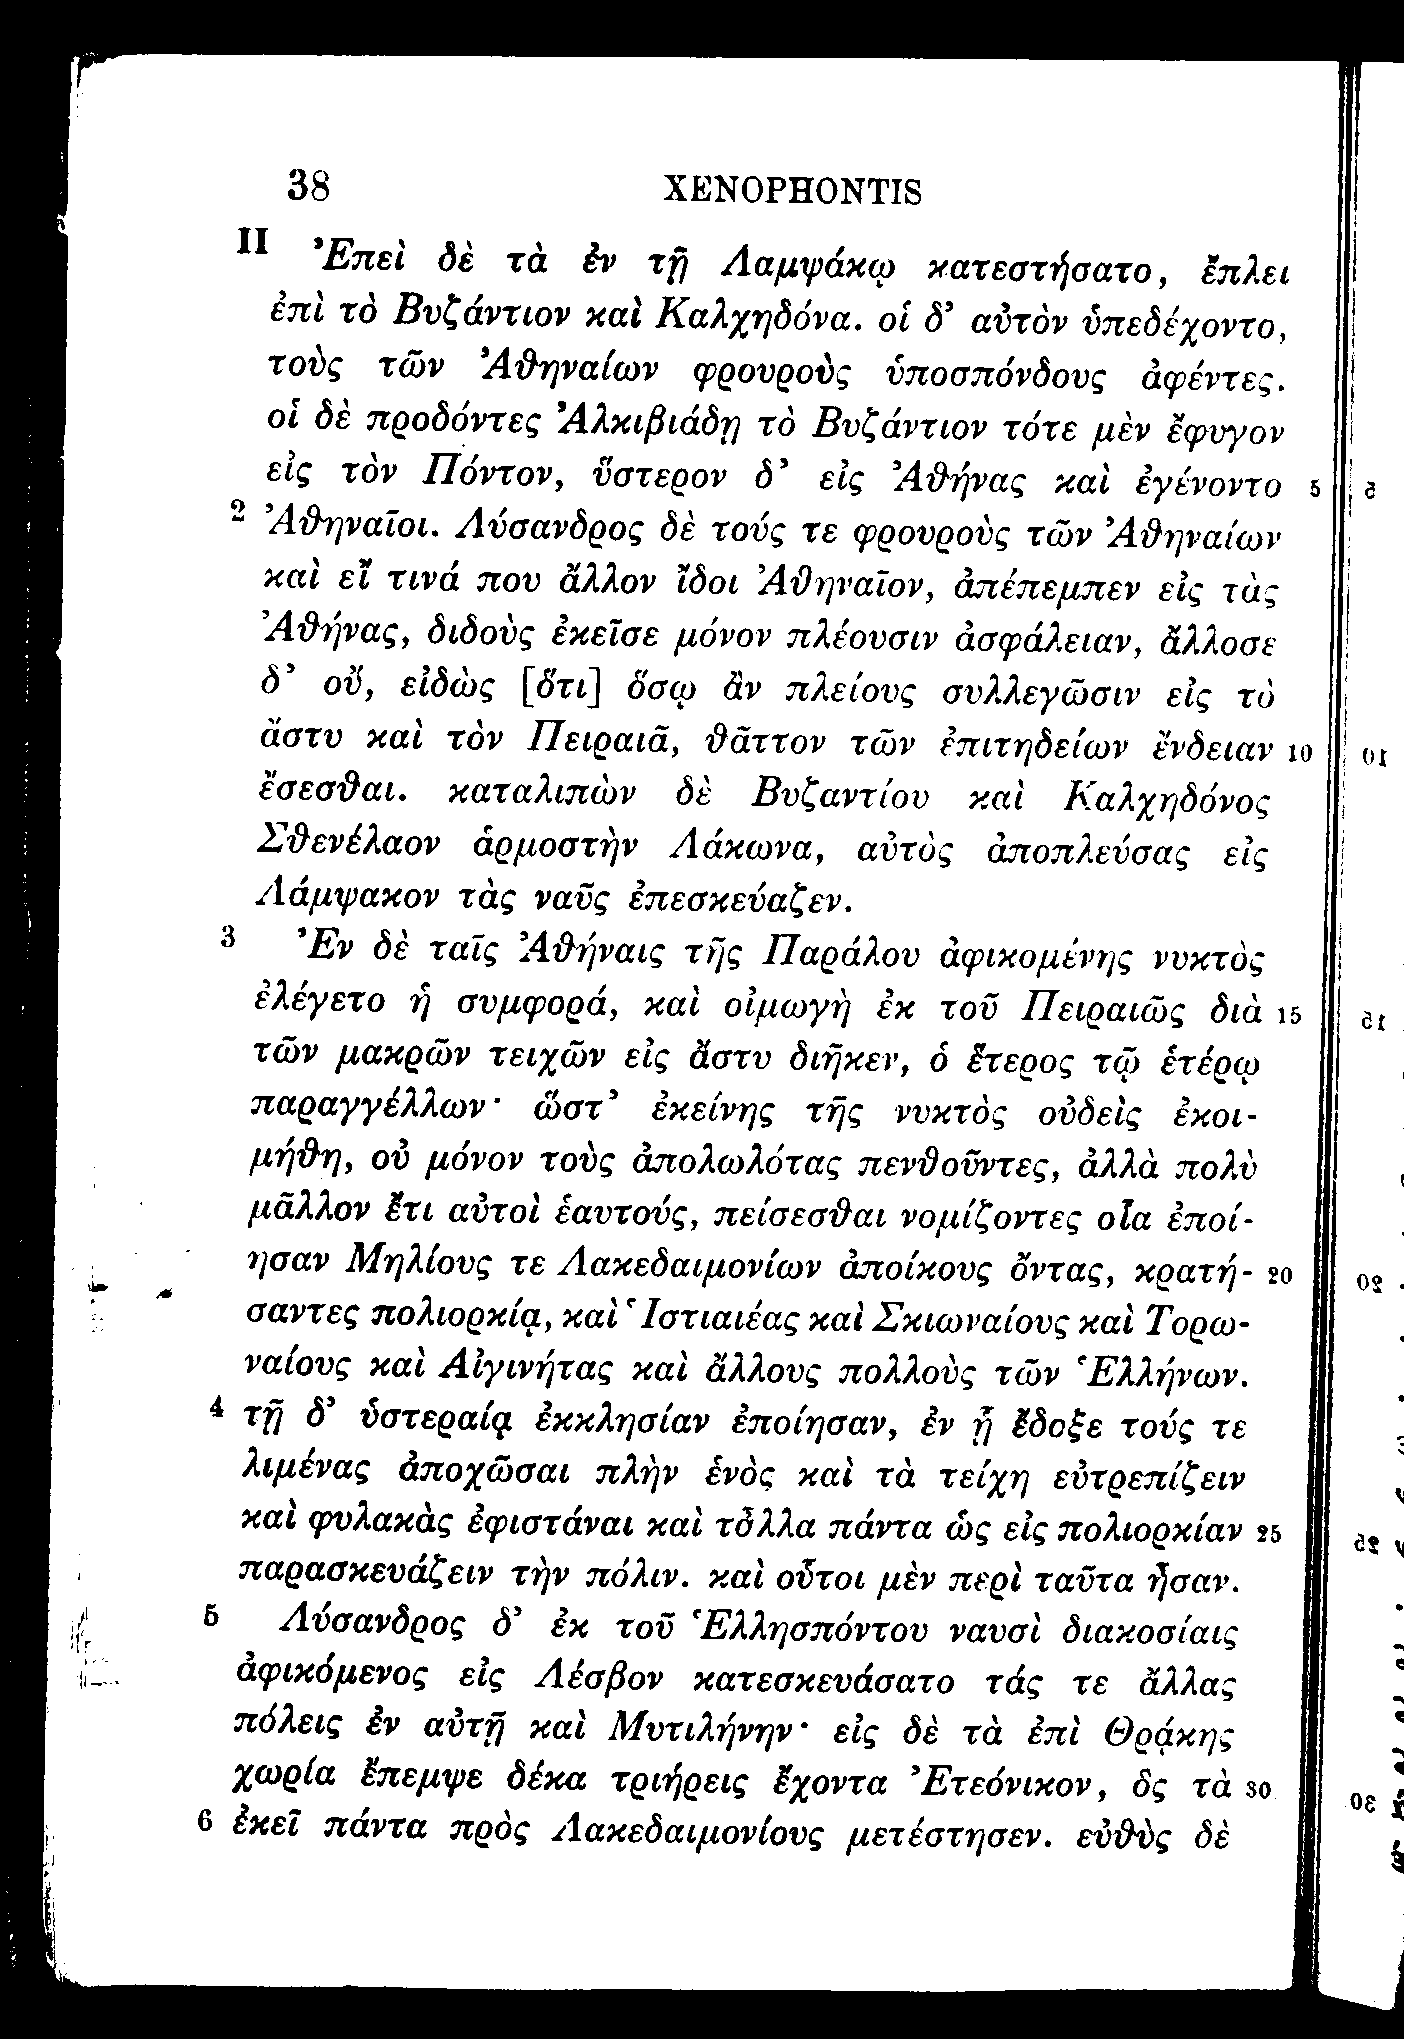 38 XENOPHONTIS
II Ἐπεὶ δὲ τὰ ἐν τῇ Λαμψάκῳ κατεστήσατο, ἔπλει
ἐπὶ τὸ Βυζάντιον καὶ Καλχηδόνα. οἱ δ’ αὐτὸν ὑπεδέχοντο,
τοὺς τῶν Ἀθηναίων φρουροὺς ὑποσπόνδους ἀφέντες.
οἱ δὲ προδόντες Ἀλκιβιάδῃ τὸ Βυζάντιον τότε μὲν ἔφυγον
εἰς τὸν Πόντον, ὕστερον δ’ εἰς Ἀθήνας καὶ ἐγένοντο 5
2 Ἀθηναῖοι. Λύσανδρος δὲ τούς τε φρουροὺς τῶν Ἀθηναίων
καὶ εἴ τινά που ἄλλον ἴδοι Ἀθηναῖον, ἀπέπεμπεν εἰς τὰς
Ἀθήνας, διδοὺς ἐκεῖσε μόνον πλέουσιν ἀσφάλειαν, ἄλλοσε
δ’ οὔ, εἰδὼς [ὅτι] ὅσῳ ἂν πλείους συλλεγῶσιν εἰς τὸ
ἄστυ καὶ τὸν Πειραιᾶ, θᾶττον τῶν ἐπιτηδείων ἔνδειαν 10
ἔσεσθαι. καταλιπὼν δὲ Βυζαντίου καὶ Καλχηδόνος
Σθενέλαον ἁρμοστὴν Λάκωνα, αὐτὸς ἀποπλεύσας εἰς
Λάμψακον τὰς ναῦς ἐπεσκεύαζεν.
3 Ἐν δὲ ταῖς Ἀθήναις τῆς Παράλου ἀφικομένης νυκτὸς
ἐλέγετο ἡ συμφορά, καὶ οἰμωγὴ ἐκ τοῦ Πειραιῶς διὰ 15
τῶν μακρῶν τειχῶν εἰς ἄστυ διῆκεν, ὁ ἕτερος τῷ ἑτέρῳ
παραγγέλλων· ὥστ’ ἐκείνης τῆς νυκτὸς οὐδεὶς ἐκοι-
μήθη, οὐ μόνον τοὺς ἀπολωλότας πενθοῦντες, ἀλλὰ πολὺ
μᾶλλον ἔτι αὐτοὶ ἑαυτούς, πείσεσθαι νομίζοντες οἷα ἐποί-
ησαν Μηλίους τε Λακεδαιμονίων ἀποίκους ὄντας, κρατή- 20
σαντες πολιορκίᾳ, καὶ Ἱστιαιέας καὶ Σκιωναίους καὶ Τορω-
ναίους καὶ Αἰγινήτας καὶ ἄλλους πολλοὺς τῶν Ἑλλήνων.
4 τῇ δ’ ὑστεραίᾳ ἐκκλησίαν ἐποίησαν, ἐν ᾗ ἔδοξε τούς τε
λιμένας ἀποχῶσαι πλὴν ἑνὸς καὶ τὰ τείχη εὐτρεπίζειν
καὶ φυλακὰς ἐφιστάναι καὶ τἆλλα πάντα ὡς εἰς πολιορκίαν 25
παρασκευάζειν τὴν πόλιν. καὶ οὗτοι μὲν περὶ ταῦτα ἦσαν.
5 Λύσανδρος δ’ ἐκ τοῦ Ἑλλησπόντου ναυσὶ διακοσίαις
ἀφικόμενος εἰς Λέσβον κατεσκευάσατο τάς τε ἄλλας
πόλεις ἐν αὐτῇ καὶ Μυτιλήνην· εἰς δὲ τὰ ἐπὶ Θρᾴκης
χωρία ἔπεμψε δέκα τριήρεις ἔχοντα Ἐτεόνικον, ὃς τὰ 30
6 ἐκεῖ πάντα πρὸς Λακεδαιμονίους μετέστησεν. εὐθὺς δὲ